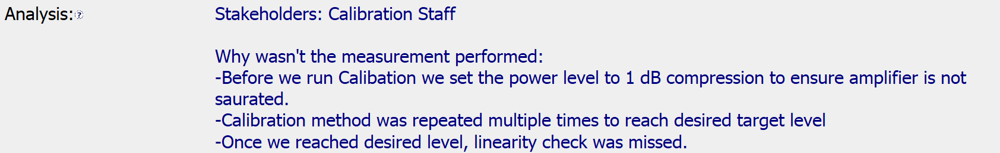 Analysis:
Stakeholders: Calibration Staff
Why wasn't the measurement performed:
-Before we run Calibation we set the power level to 1 dB compression to ensure amplifier is not
saurated.
-Calibration method was repeated multiple times to reach desired target level
-Once we reached desired level, linearity check was missed.